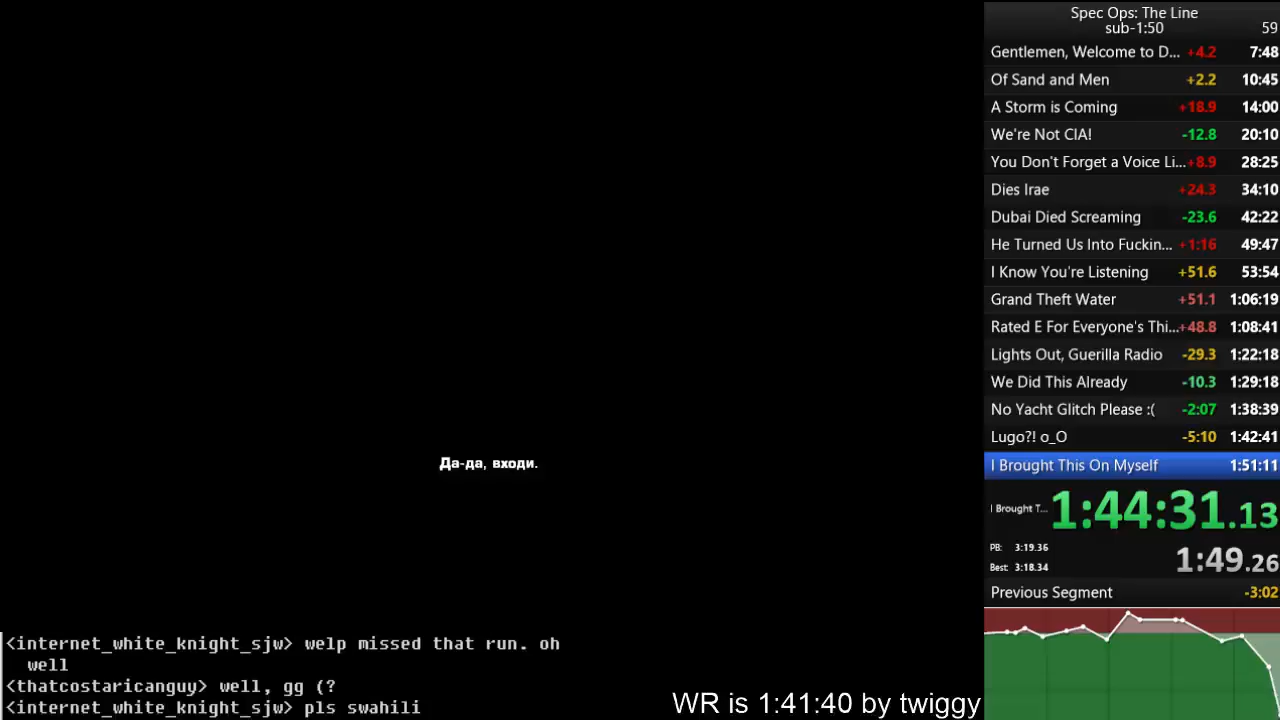 Spec Ops: The Line
sub-1:50 59
Gentlemen, Welcome to D... +4.2 7:48
Of Sand and Men +2.2 10:45
A Storm is Coming +18.9 14:00
We're Not CIA! -12.8 20:10
You Don't Forget a Voice Li... +8.9 28:25
Dies Irae +24.3 34:10
Dubai Died Screaming -23.6 42:22
He Turned Us Into Fuckin... +1:16 49:47
I Know You're Listening +51.6 53:54
Grand Theft Water +51.1 1:06:19
Rated E For Everyone's Thi... +48.8 1:08:41
Lights Out, Guerilla Radio -29.3 1:22:18
We Did This Already -10.3 1:29:18
No Yacht Glitch Please :( -2:07 1:38:39
Lugo?! o_O -5:10 1:42:41
I Brought This On Myself 1:51:11
Да-да, входи.
I Brought T... 1:44:31.13
PB: 3:19.36
Best: 3:18.34
1:49.26
Previous Segment -3:02
<internet_white_knight_sjw> welp missed that run. oh
well
<thatcostaricanguy> well, gg (?
<internet_white_knight_sjw> pls swahili
WR is 1:41:40 by twiggy